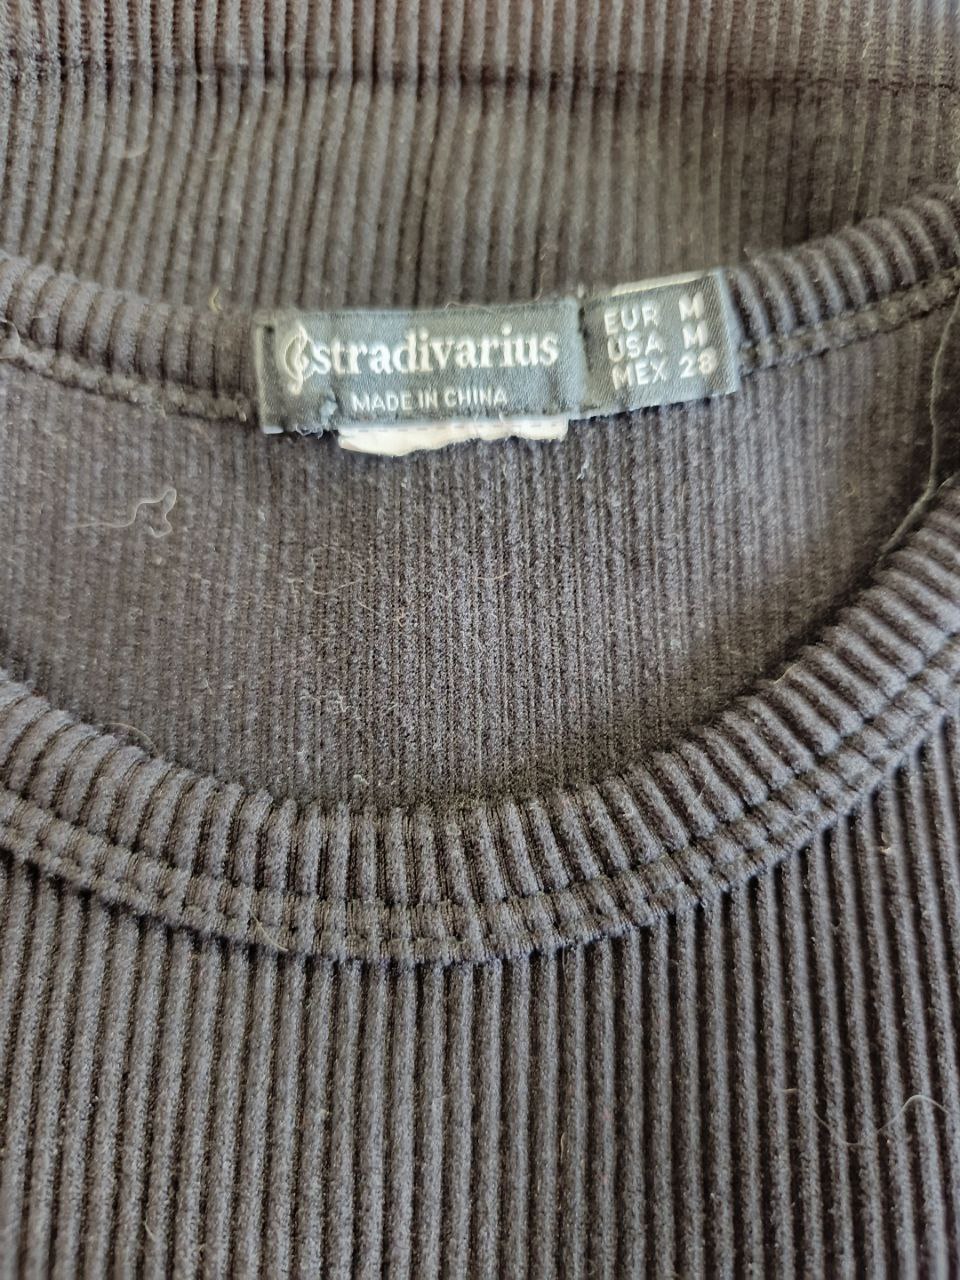 stradivarius
MADE IN CHINA
EUR M
USA M
MEX 28